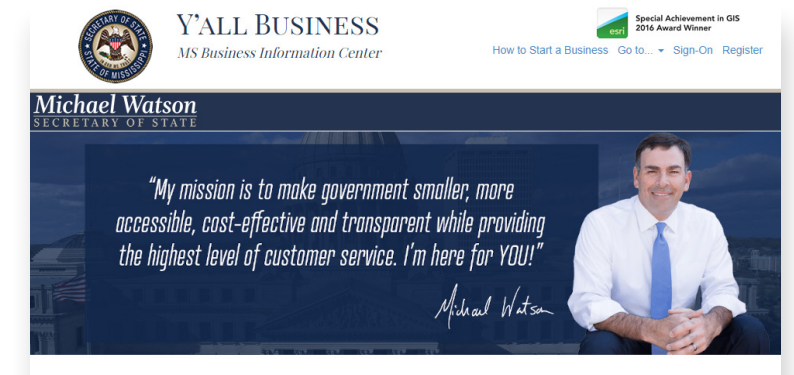 SECRETARY OF STATE
STATE OF MISSISSIPPI
Y'ALL BUSINESS
MS Business Information Center
esri
Special Achievement in GIS
2016 Award Winner
How to Start a Business Go to... Sign-On Register
Michael Watson
SECRETARY OF STATE
“My mission is to make government smaller, more
accessible, cost-effective and transparent while providing
the highest level of customer service. I'm here for YOU!”
Michael Watson